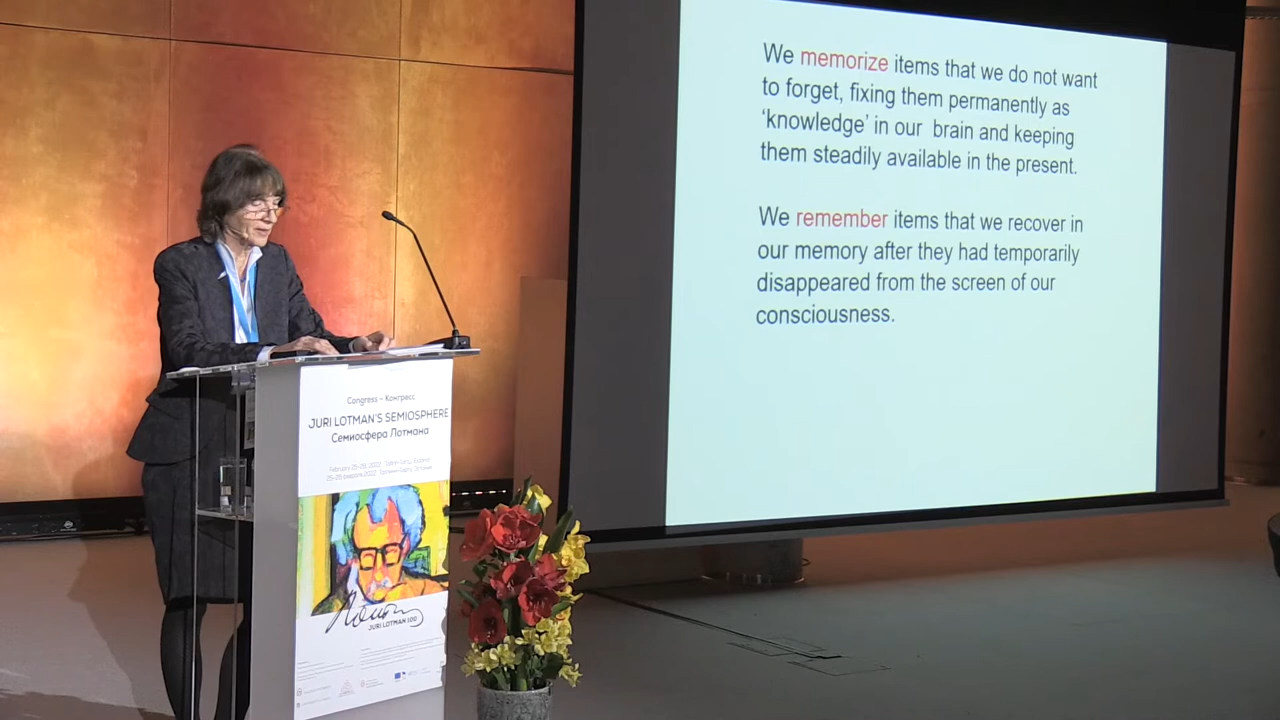 We memorize items that we do not want
to forget, fixing them permanently as
‘knowledge’ in our brain and keeping
them steadily available in the present.
We remember items that we recover in
our memory after they had temporarily
disappeared from the screen of our
consciousness.
Congress – Конгресс
JURI LOTMAN'S SEMIOSPHERE
Семиосфера Лотмана
JURI LOTMAN 100